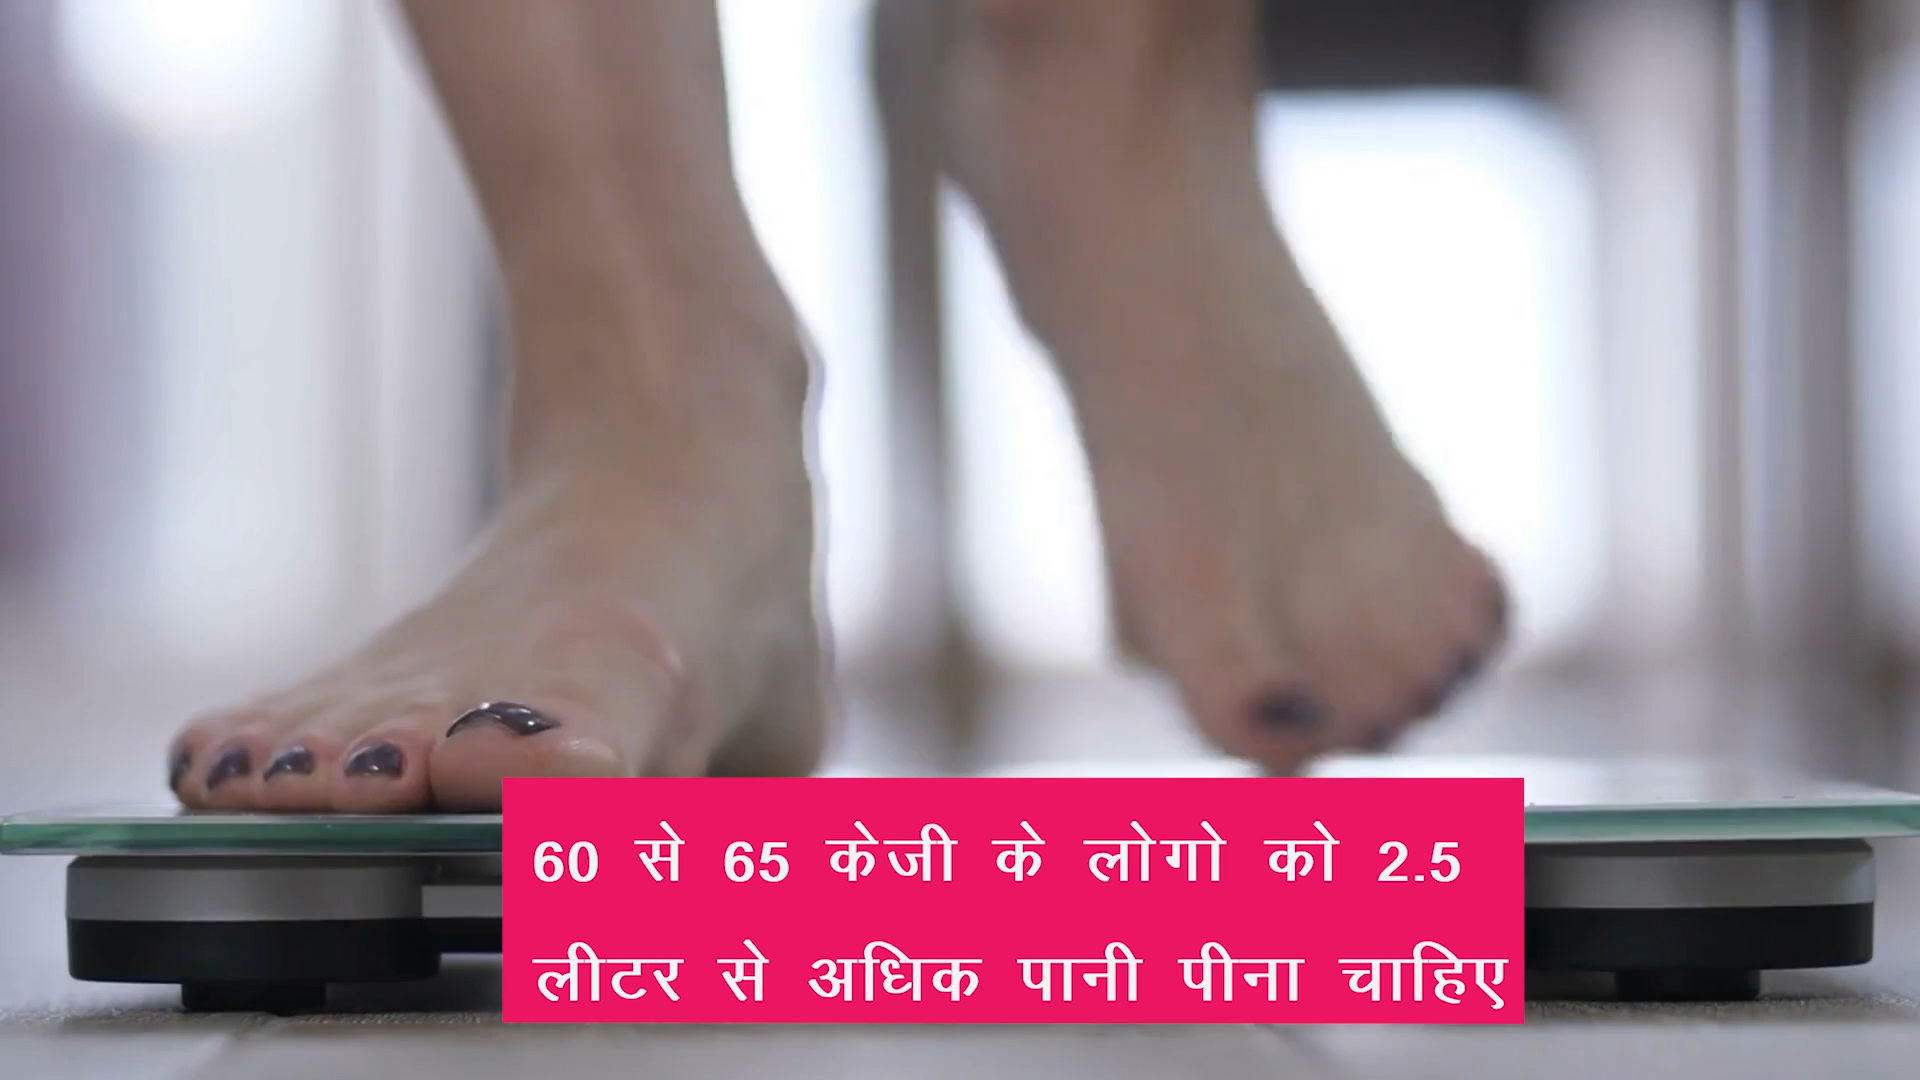 60 से 65 केजी के लोगो को 2.5
लीटर से अधिक पानी पीना चाहिए